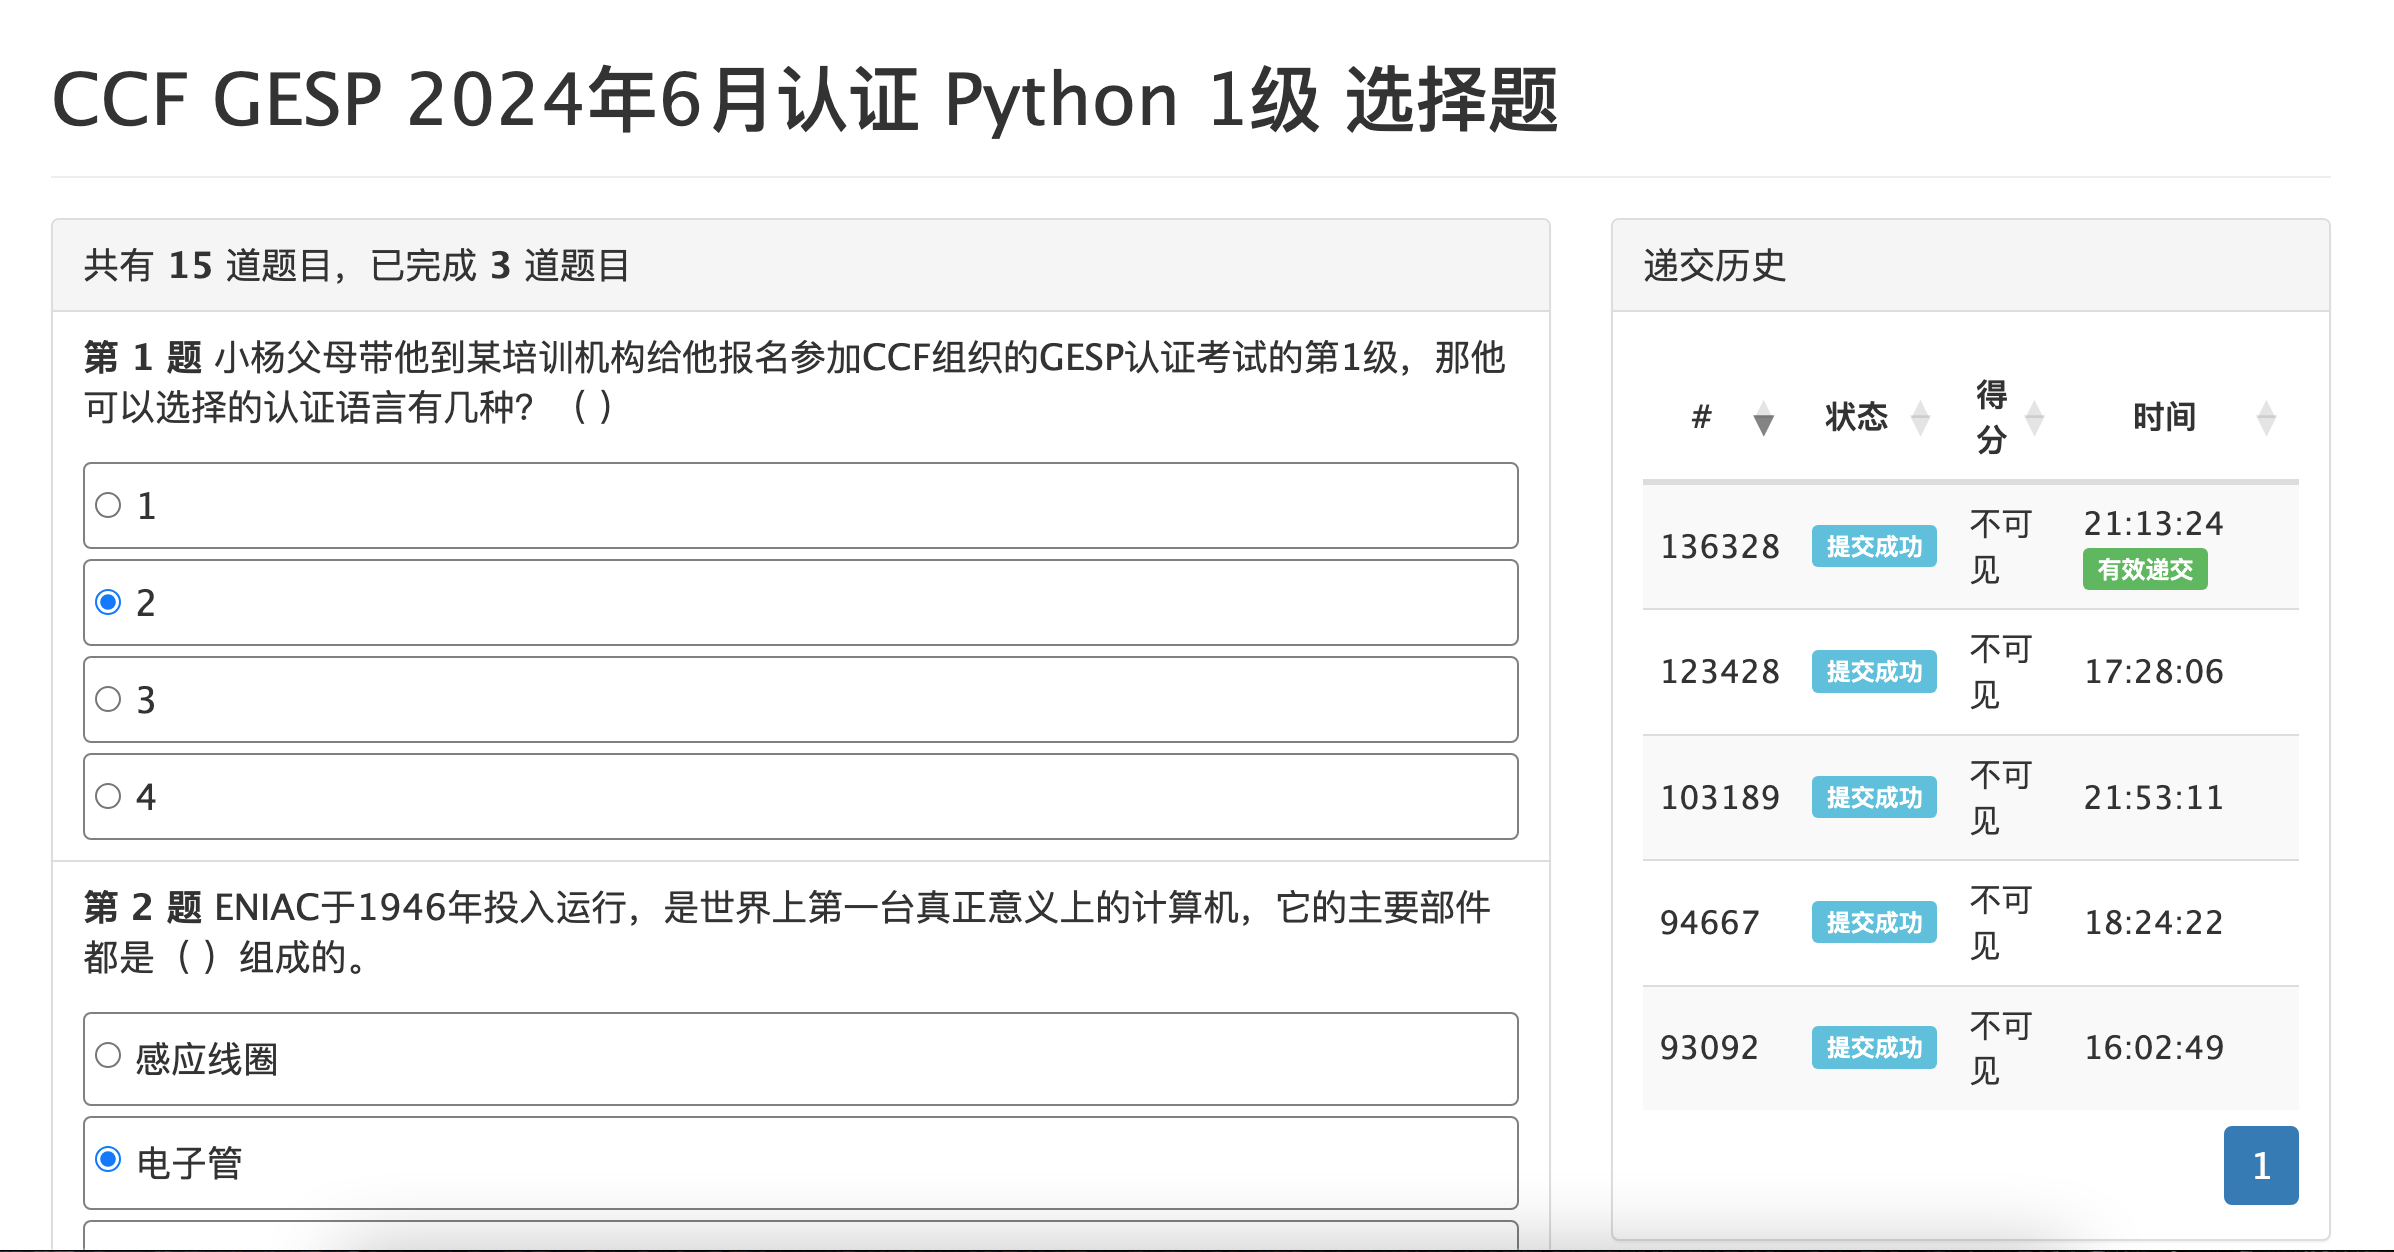 CCF GESP 2024年6月认证 Python 1级 选择题
共有 15 道题目，已完成 3 道题目
第 1 题 小杨父母带他到某培训机构给他报名参加CCF组织的GESP认证考试的第1级，那他
可以选择的认证语言有几种？（ ）
1
2
3
4
第 2 题 ENIAC于1946年投入运行，是世界上第一台真正意义上的计算机，它的主要部件
都是（ ）组成的。
感应线圈
电子管
递交历史
# 状态 得分 时间
136328 提交成功 不可见 21:13:24 有效递交
123428 提交成功 不可见 17:28:06
103189 提交成功 不可见 21:53:11
94667 提交成功 不可见 18:24:22
93092 提交成功 不可见 16:02:49
1